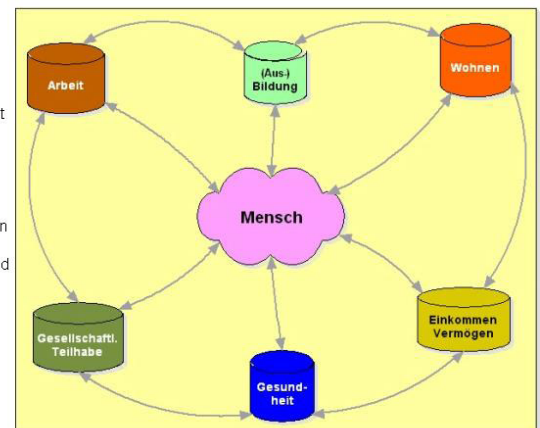 (Aus-)
Bildung
Wohnen
Arbeit
t
Mensch
n
d
Einkommen
Vermögen
Gesellschaftl.
Teilhabe
Gesund-
heit